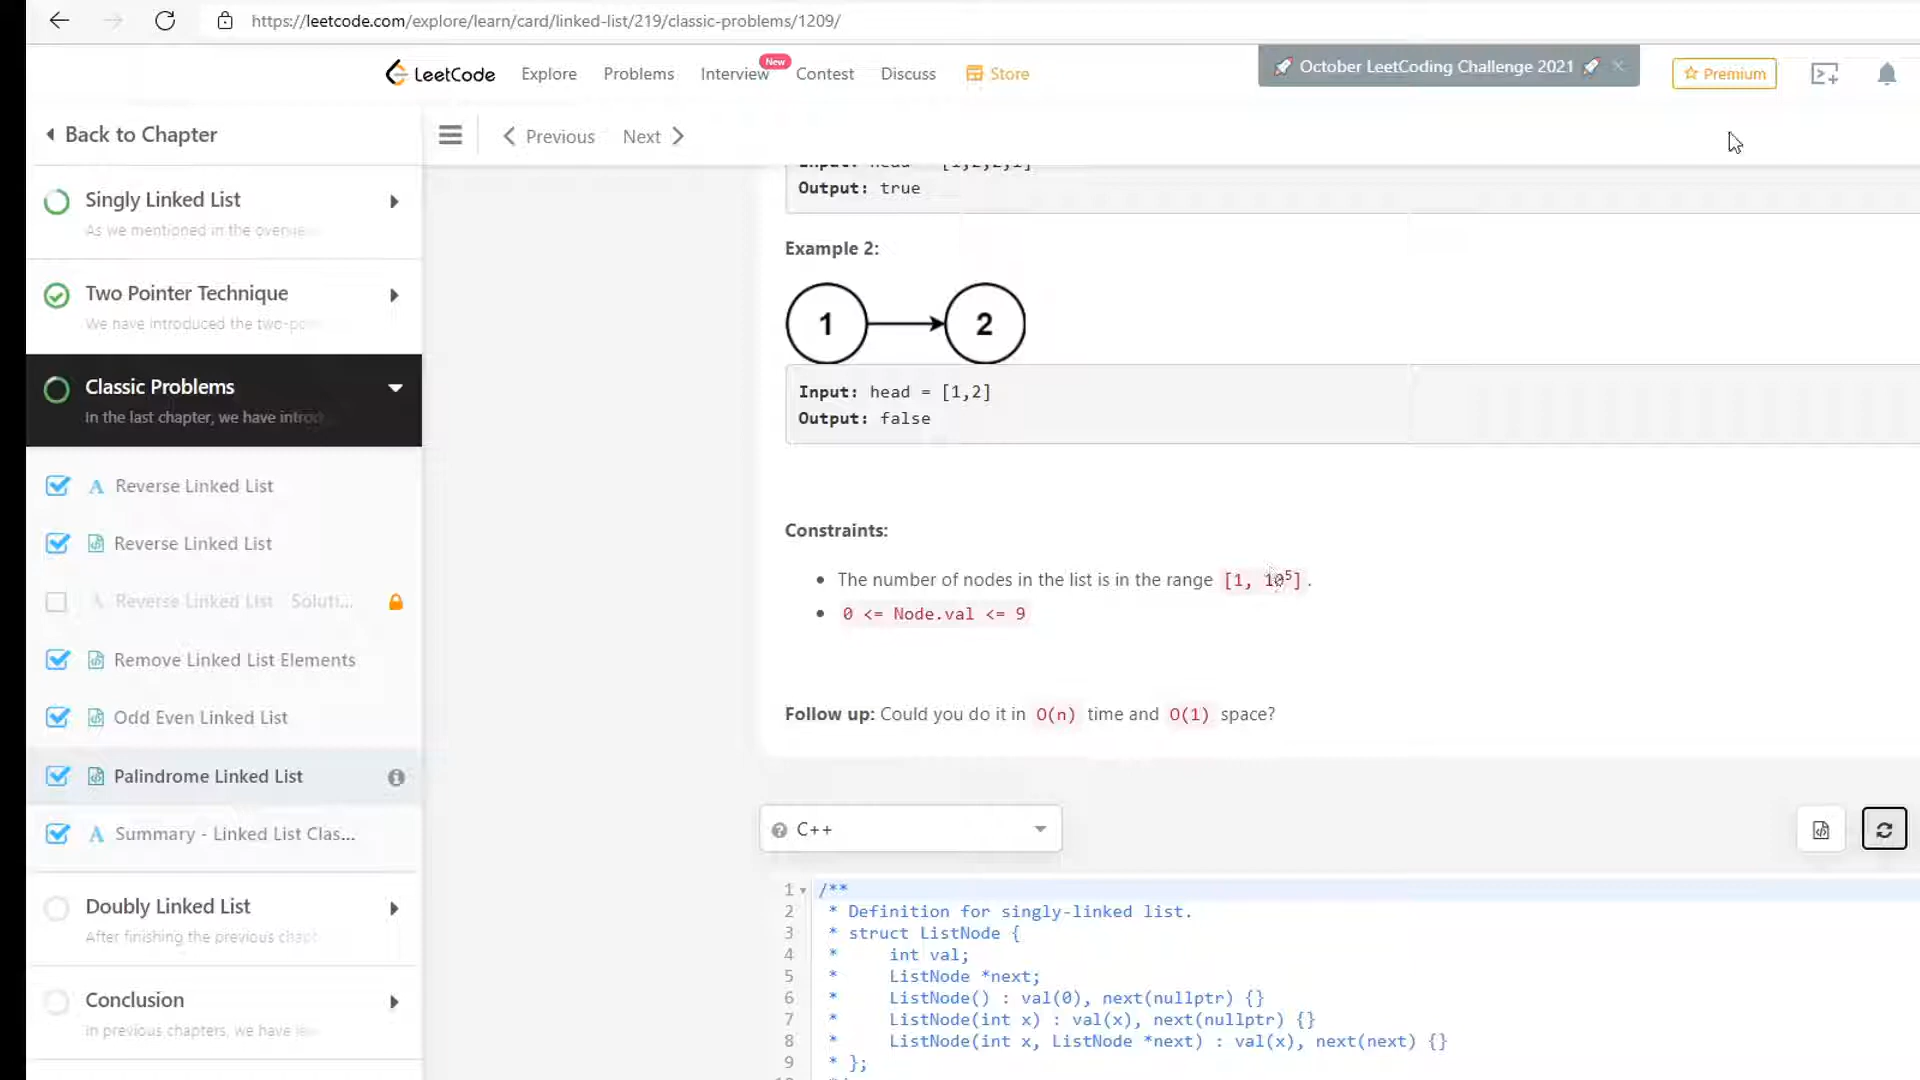 https://leetcode.com/explore/learn/card/linked-list/219/classic-problems/1209/
LeetCode Explore Problems Interview New Contest Discuss Store October LeetCoding Challenge 2021 × Premium
Back to Chapter Previous Next
Singly Linked List
As we mentioned in the
Two Pointer Technique
We have introduced the
Classic Problems
In the last chapter, we have
Reverse Linked List
Reverse Linked List
Reverse Linked List - Soluti...
Remove Linked List Elements
Odd Even Linked List
Palindrome Linked List
Summary - Linked List Clas...
Doubly Linked List
After finishing the previous
Conclusion
In previous chapters, we have
Input: head = [1,2,2,1]
Output: true
Example 2:
1 2
Input: head = [1,2]
Output: false
Constraints:
The number of nodes in the list is in the range [1, 10⁵].
0 <= Node.val <= 9
Follow up: Could you do it in O(n) time and O(1) space?
C++
1 /**
2 * Definition for singly-linked list.
3 * struct ListNode {
4 * int val;
5 * ListNode *next;
6 * ListNode() : val(0), next(nullptr) {}
7 * ListNode(int x) : val(x), next(nullptr) {}
8 * ListNode(int x, ListNode *next) : val(x), next(next) {}
9 * };